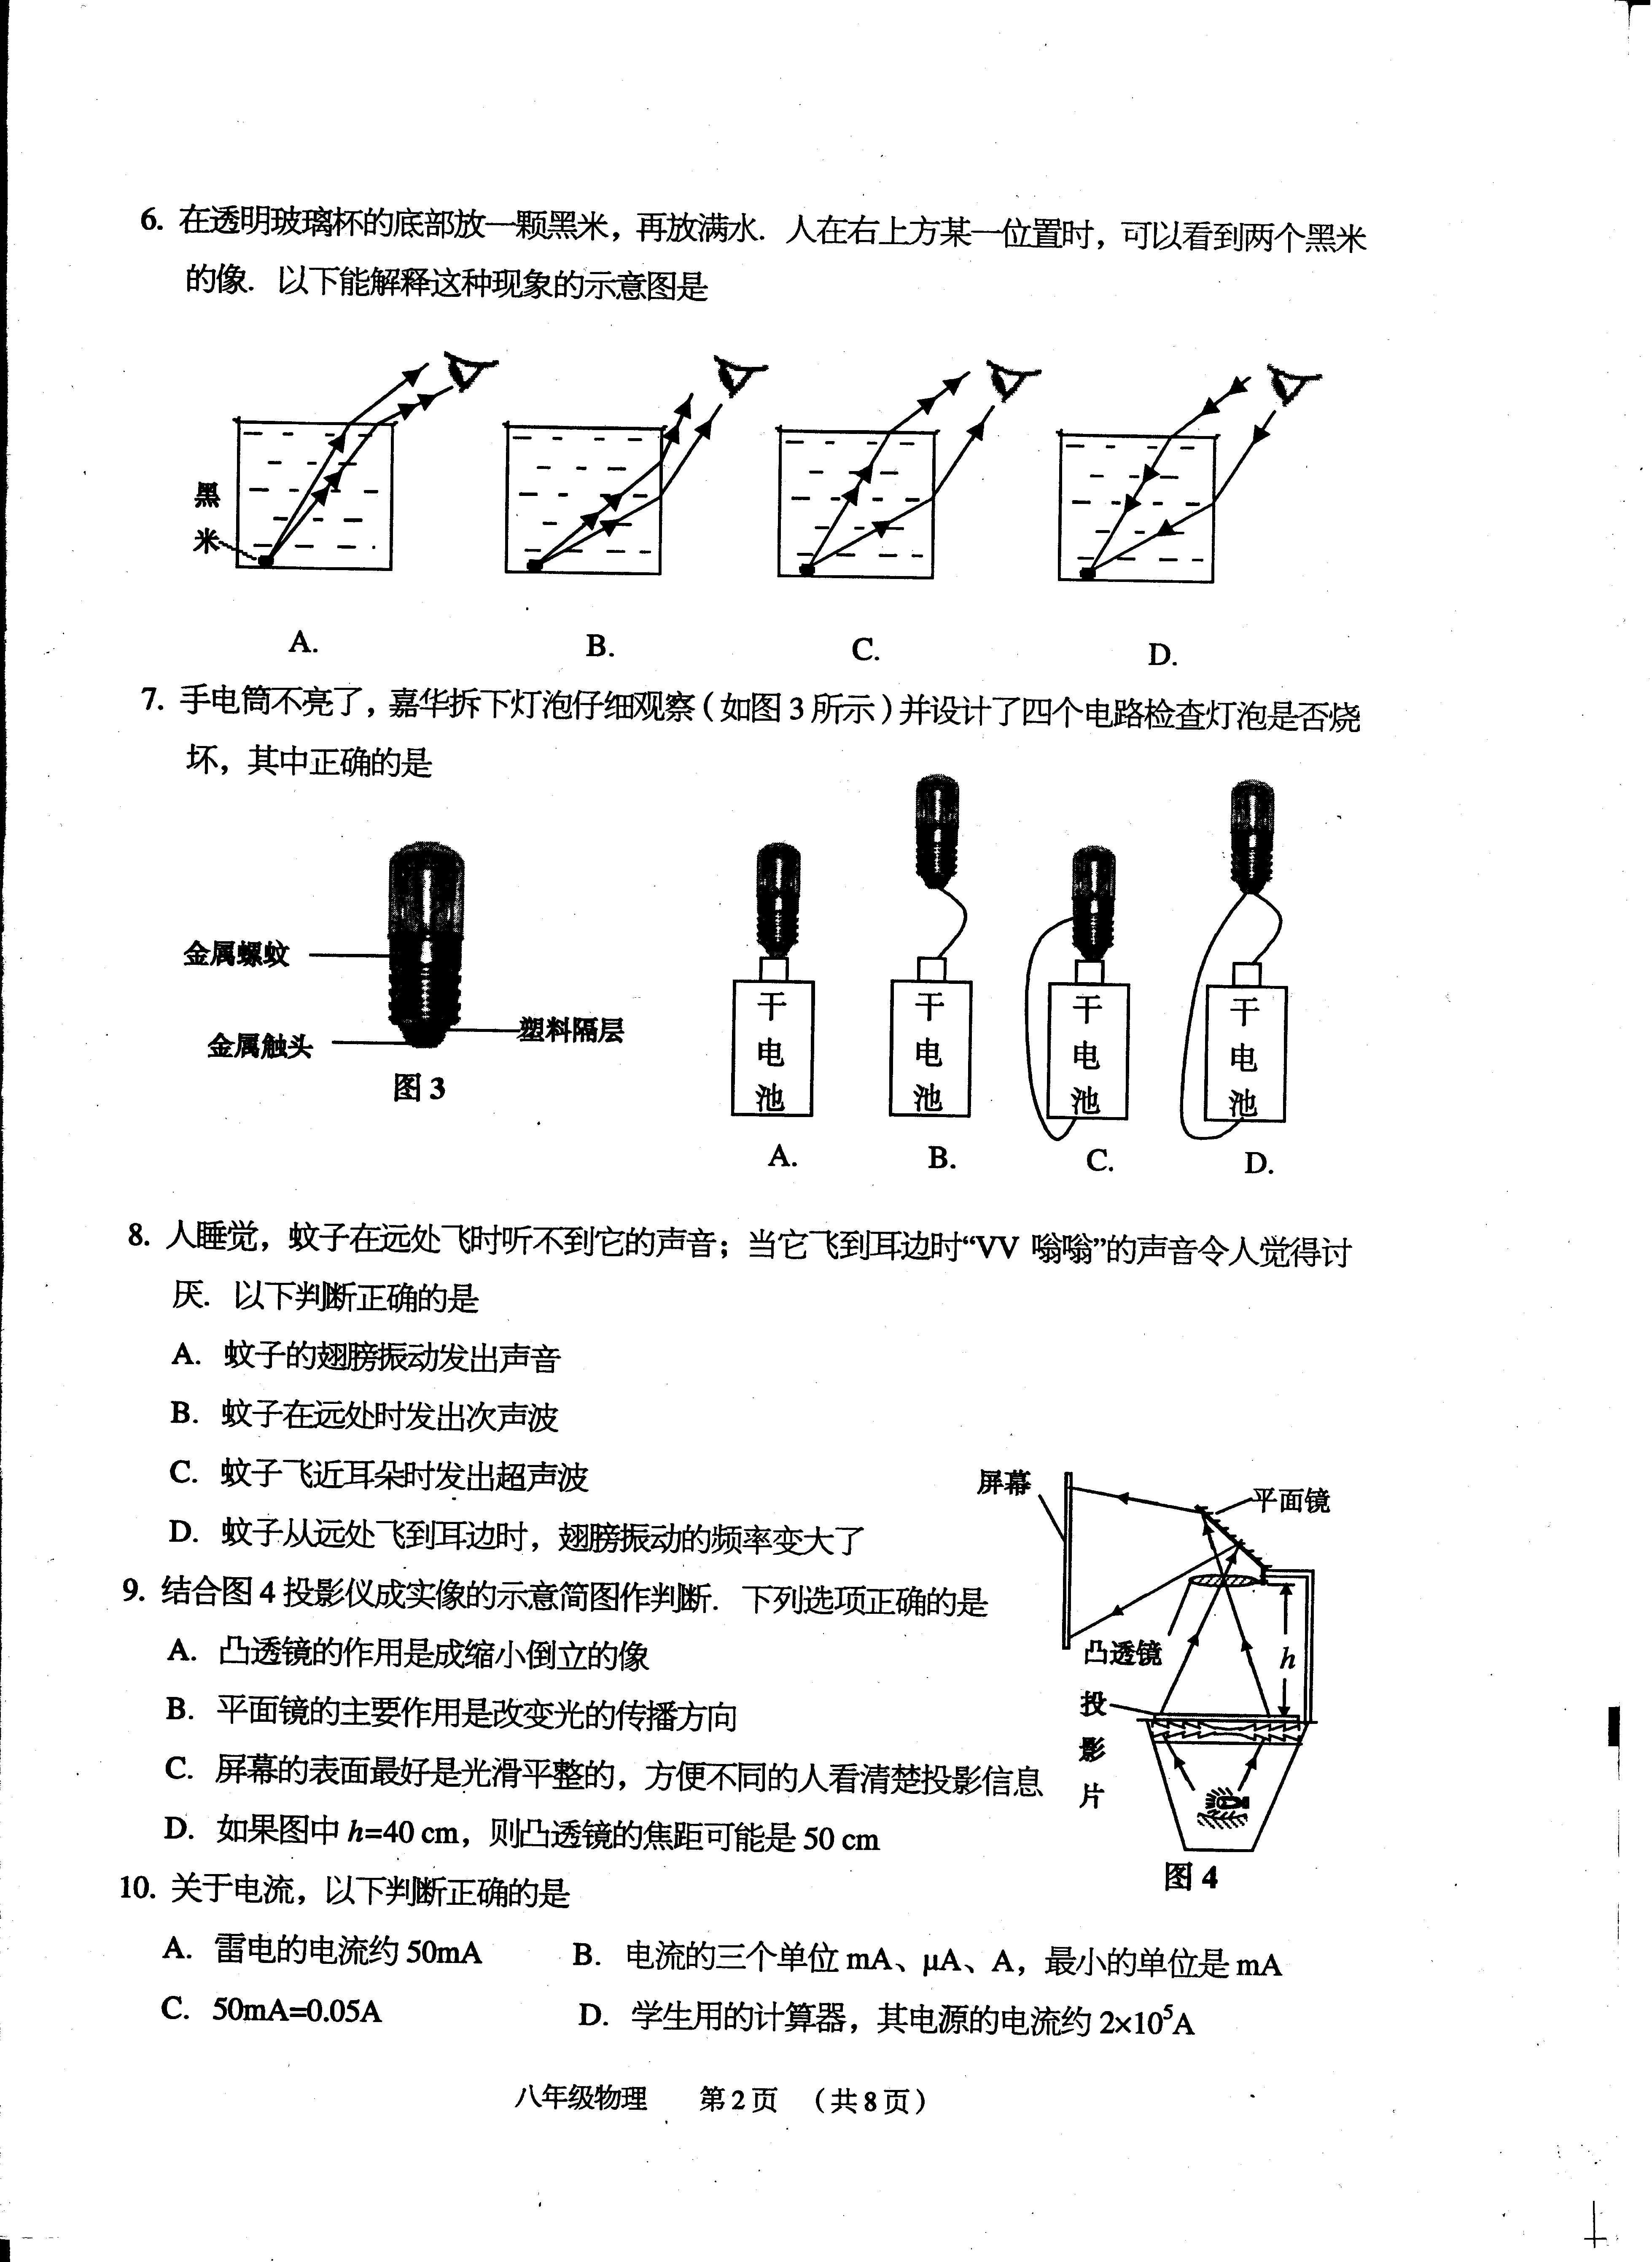 6. 在透明玻璃杯的底部放一颗黑米，再放满水. 人在右上方某一位置时，可以看到两个黑米
的像. 以下能解释这种现象的示意图是
黑
米
A.
B.
C.
D.
7. 手电筒不亮了，嘉华拆下灯泡仔细观察（如图 3 所示）并设计了四个电路检查灯泡是否烧
坏，其中正确的是
金属螺蚊
金属触头
塑料隔层
图 3
干
电
池
A.
干
电
池
B.
干
电
池
C.
干
电
池
D.
8. 人睡觉，蚊子在远处飞时听不到它的声音；当它飞到耳边时“VV 嗡嗡”的声音令人觉得讨
厌. 以下判断正确的是
A. 蚊子的翅膀振动发出声音
B. 蚊子在远处时发出次声波
C. 蚊子飞近耳朵时发出超声波
D. 蚊子从远处飞到耳边时，翅膀振动的频率变大了
9. 结合图 4 投影仪成实像的示意简图作判断. 下列选项正确的是
A. 凸透镜的作用是成缩小倒立的像
B. 平面镜的主要作用是改变光的传播方向
C. 屏幕的表面最好是光滑平整的，方便不同的人看清楚投影信息
D. 如果图中 h=40 cm，则凸透镜的焦距可能是 50 cm
屏幕
平面镜
凸透镜
h
投
影
片
图 4
10. 关于电流，以下判断正确的是
A. 雷电的电流约 50mA B. 电流的三个单位 mA、μA、A，最小的单位是 mA
C. 50mA=0.05A D. 学生用的计算器，其电源的电流约 2×10⁵A
八年级物理 第 2 页 （共 8 页）